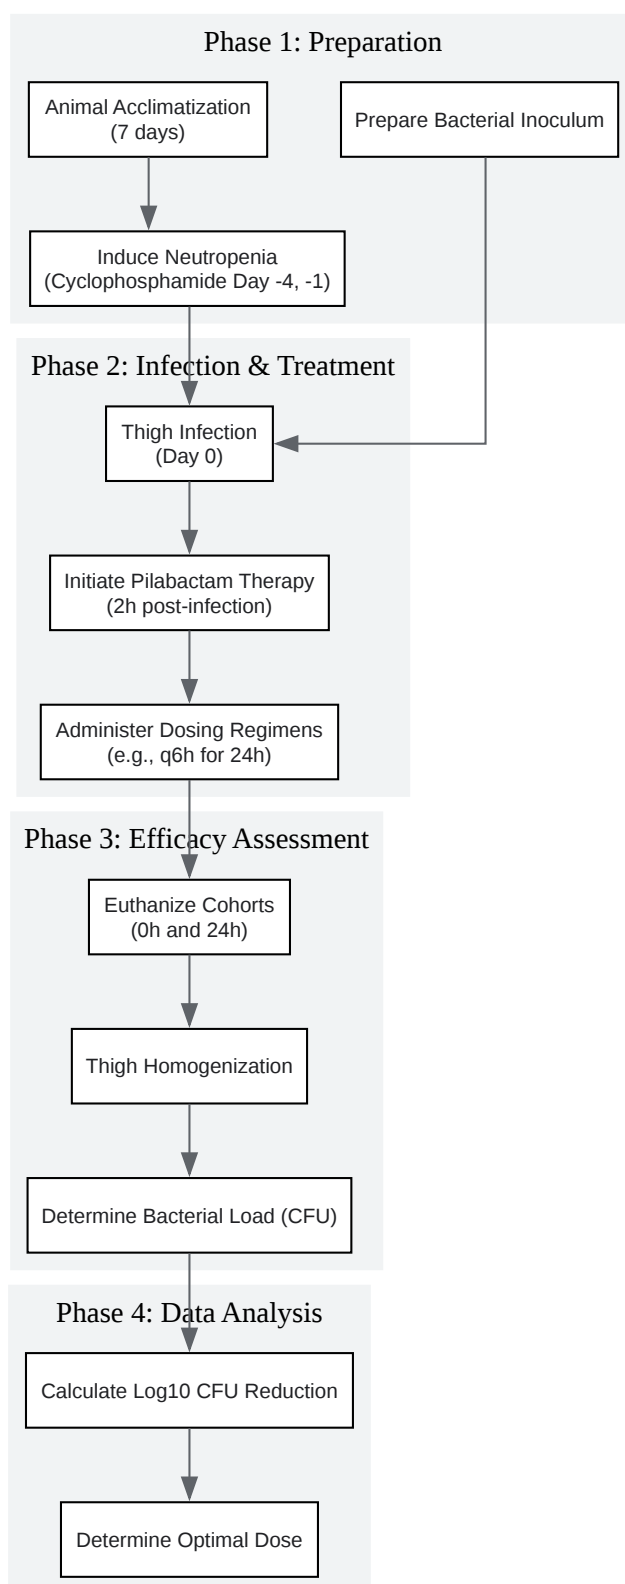 Phase 1: Preparation
Animal Acclimatization
(7 days)
Prepare Bacterial Inoculum
Induce Neutropenia
(Cyclophosphamide Day -4, -1)
Phase 2: Infection & Treatment
Thigh Infection
(Day 0)
Initiate Pilabactam Therapy
(2h post-infection)
Administer Dosing Regimens
(e.g., q6h for 24h)
Phase 3: Efficacy Assessment
Euthanize Cohorts
(0h and 24h)
Thigh Homogenization
Determine Bacterial Load (CFU)
Phase 4: Data Analysis
Calculate Log10 CFU Reduction
Determine Optimal Dose